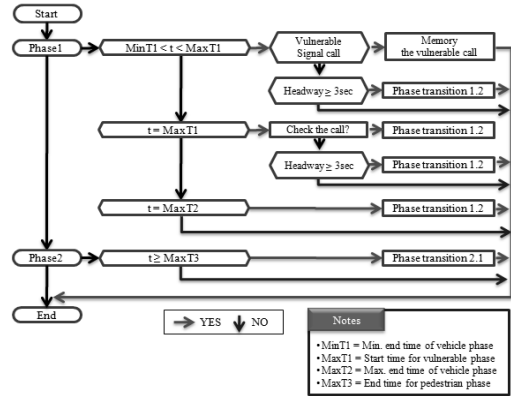 Start
Phase1
MinT1 < t < MaxT1
Vulnerable
Signal call
Memory
the vulnerable call
Headway ≥ 3sec
Phase transition 1.2
t = MaxT1
Check the call?
Phase transition 1.2
Headway ≥ 3sec
Phase transition 1.2
t = MaxT2
Phase transition 1.2
Phase2
t ≥ MaxT3
Phase transition 2.1
End
YES
NO
Notes
•MinT1 = Min. end time of vehicle phase
•MaxT1 = Start time for vulnerable phase
•MaxT2 = Max. end time of vehicle phase
•MaxT3 = End time for pedestrian phase